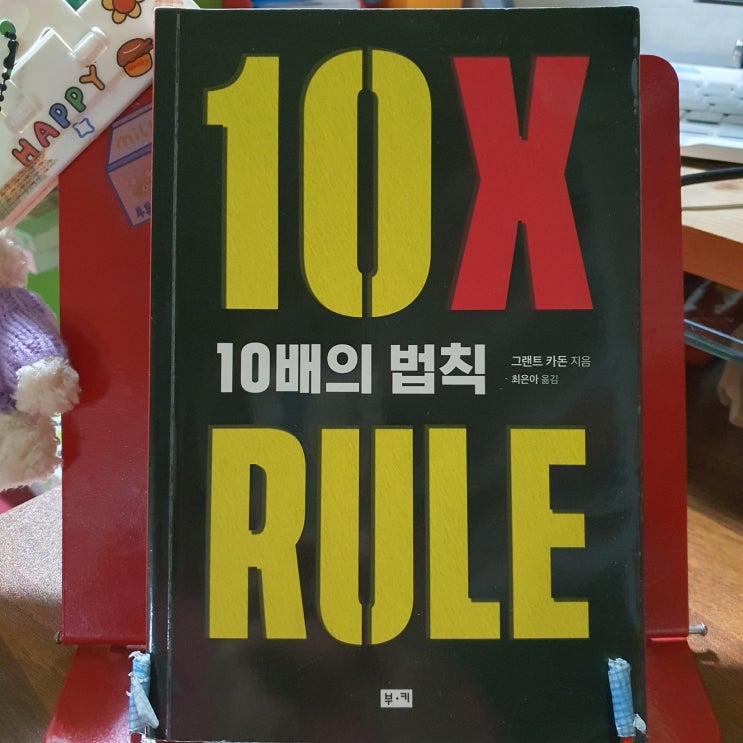 HAPPY
milk
10X
10배의 법칙
그랜트 카돈 지음
최은아 옮김
RULE
부·키